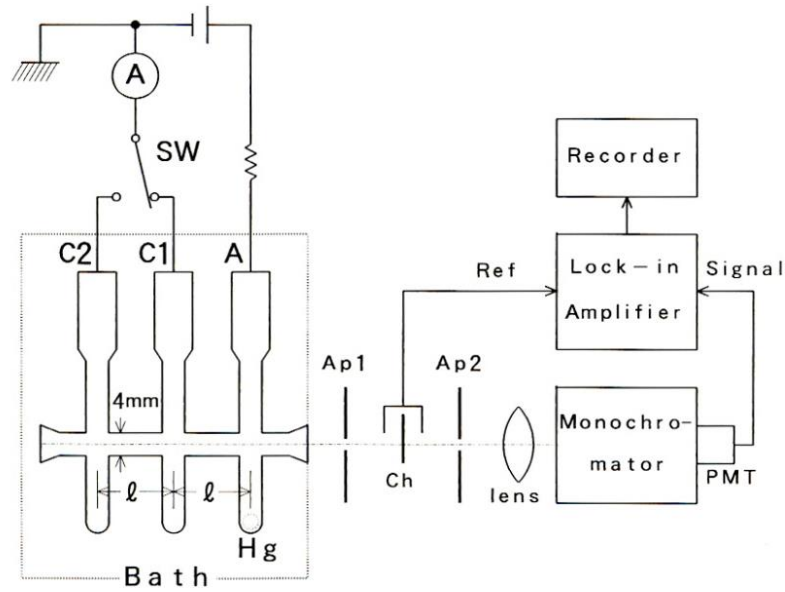 A
SW
C2
C1
A
4mm
ℓ
ℓ
Hg
Bath
Ap1
Ch
Ap2
lens
Ref
Recorder
Lock-in
Amplifier
Signal
Monochro-
mator
PMT